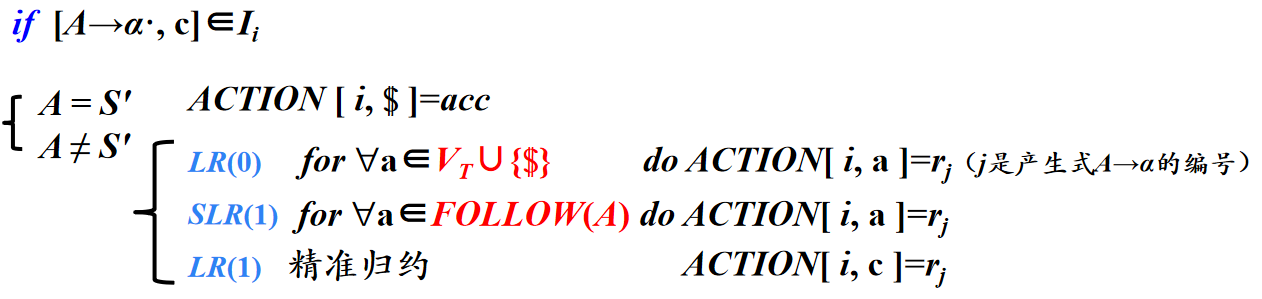 if [A→α·, c]∈Iᵢ
A = S′ ACTION [ i, $ ]=acc
A ≠ S′
LR(0) for ∀a∈V_T∪{$} do ACTION[ i, a ]=rⱼ（j是产生式A→α的编号）
SLR(1) for ∀a∈FOLLOW(A) do ACTION[ i, a ]=rⱼ
LR(1) 精准归约 ACTION[ i, c ]=rⱼ